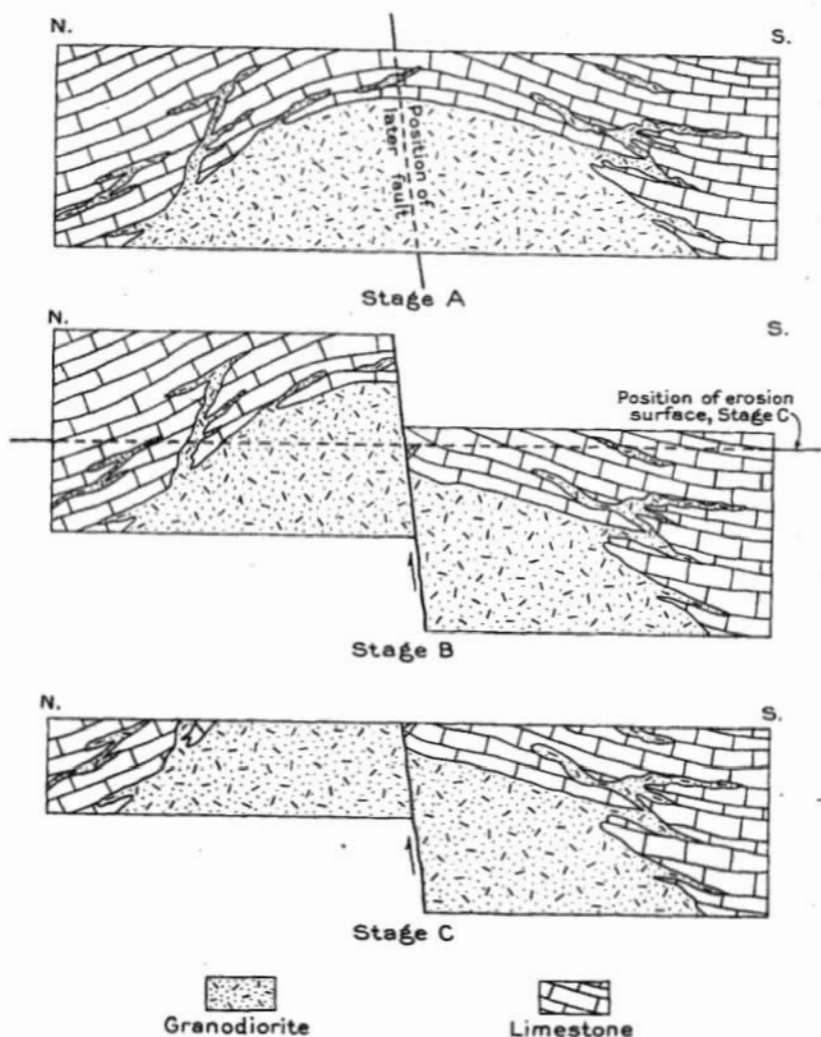 N.
S.
Position of
later fault
Stage A
N.
S.
Position of erosion
surface, Stage C
Stage B
N.
S.
Stage C
Granodiorite
Limestone